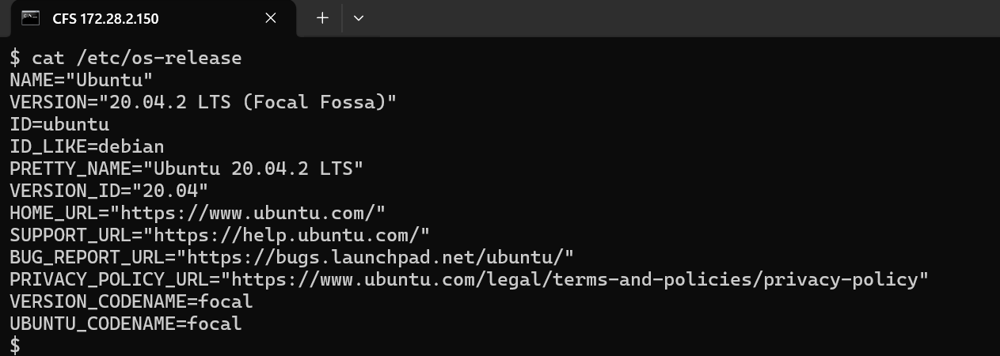 CFS 172.28.2.150
$ cat /etc/os-release
NAME="Ubuntu"
VERSION="20.04.2 LTS (Focal Fossa)"
ID=ubuntu
ID_LIKE=debian
PRETTY_NAME="Ubuntu 20.04.2 LTS"
VERSION_ID="20.04"
HOME_URL="https://www.ubuntu.com/"
SUPPORT_URL="https://help.ubuntu.com/"
BUG_REPORT_URL="https://bugs.launchpad.net/ubuntu/"
PRIVACY_POLICY_URL="https://www.ubuntu.com/legal/terms-and-policies/privacy-policy"
VERSION_CODENAME=focal
UBUNTU_CODENAME=focal
$